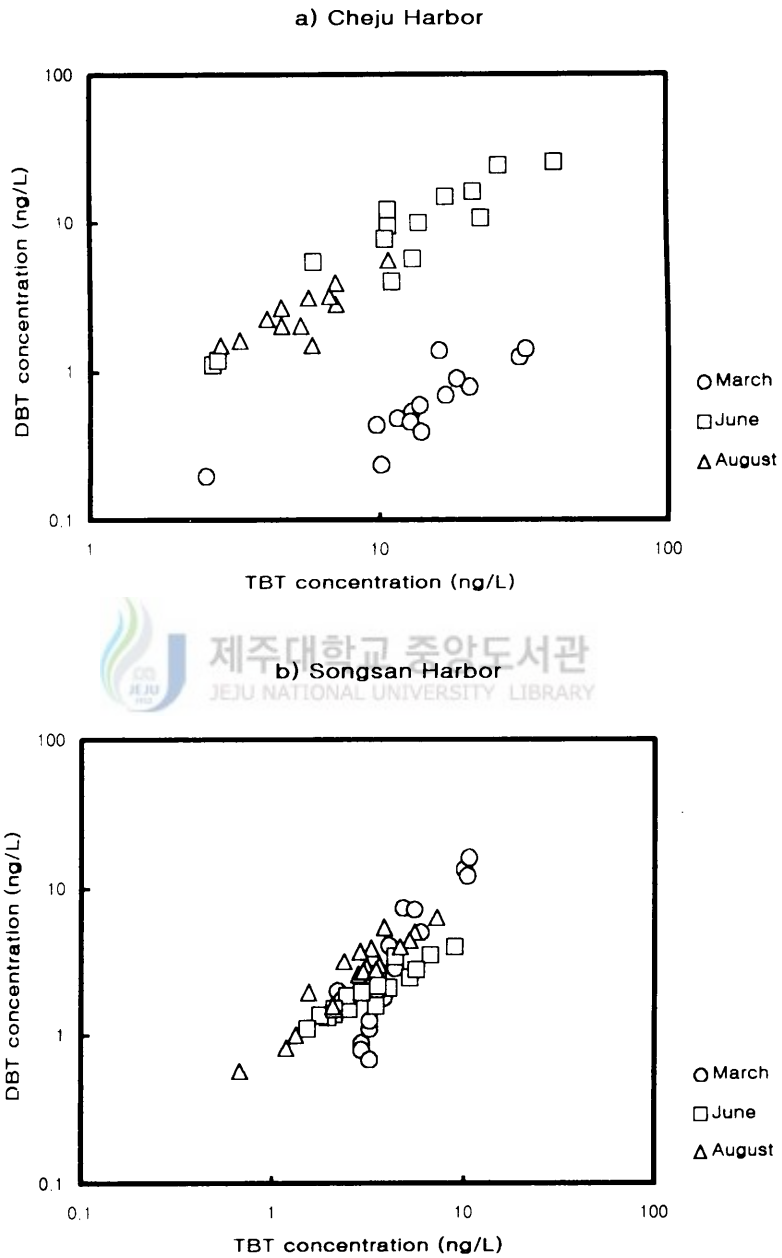 a) Cheju Harbor
100
10
1
0.1
DBT concentration (ng/L)
1
10
100
TBT concentration (ng/L)
March
June
August
제주대학교 중앙도서관
JEJU NATIONAL UNIVERSITY LIBRARY
JEJU
1952
b) Songsan Harbor
100
10
1
0.1
DBT concentration (ng/L)
0.1
1
10
100
TBT concentration (ng/L)
March
June
August